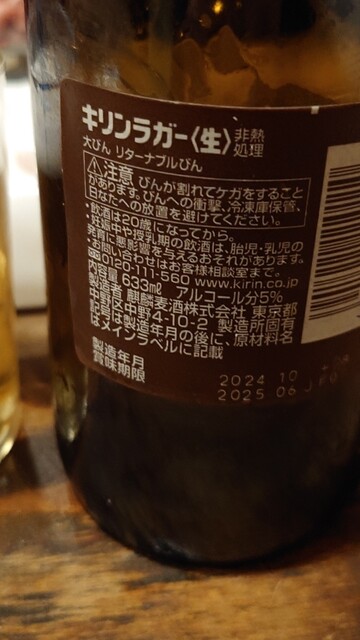 キリンラガー〈生〉非熱処理
大びん リターナブルびん
⚠注意 びんが割れてケガをすること
があります。びんへの衝撃、冷凍庫保管、
日なたへの放置を避けてください。
・飲酒は20歳になってから。
・妊娠中や授乳期の飲酒は、胎児・乳児の
発育に悪影響を与えるおそれがあります。
・お問い合わせはお客様相談室まで。
0120-111-560 www.kirin.co.jp
内容量 633mℓ アルコール分5%
製造者 麒麟麦酒株式会社 東京都
中野区中野4-10-2 製造所固有
記号は製造年月の後に、原材料名
はメインラベルに記載
製造年月 2024 10
賞味期限 2025 06